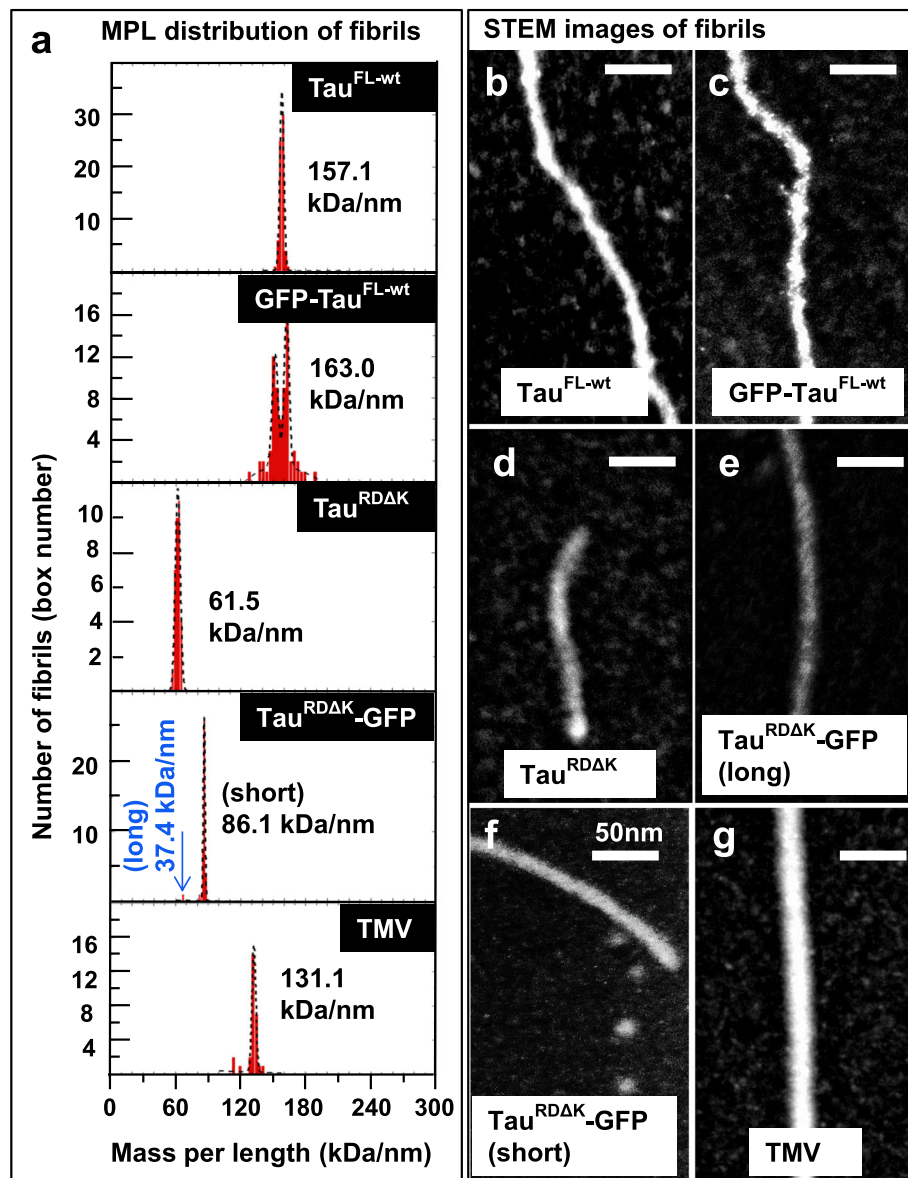 a
MPL distribution of fibrils
STEM images of fibrils
Number of fibrils (box number)
Tau^FL-wt
30
20
10
157.1
kDa/nm
GFP-Tau^FL-wt
16
12
8
4
163.0
kDa/nm
Tau^RDΔK
10
8
6
4
2
61.5
kDa/nm
Tau^RDΔK-GFP
20
10
(long)
37.4 kDa/nm
(short)
86.1 kDa/nm
TMV
16
12
8
4
131.1
kDa/nm
0 60 120 180 240 300
Mass per length (kDa/nm)
b
Tau^FL-wt
c
GFP-Tau^FL-wt
d
Tau^RDΔK
e
Tau^RDΔK-GFP
(long)
f
50nm
Tau^RDΔK-GFP
(short)
g
TMV